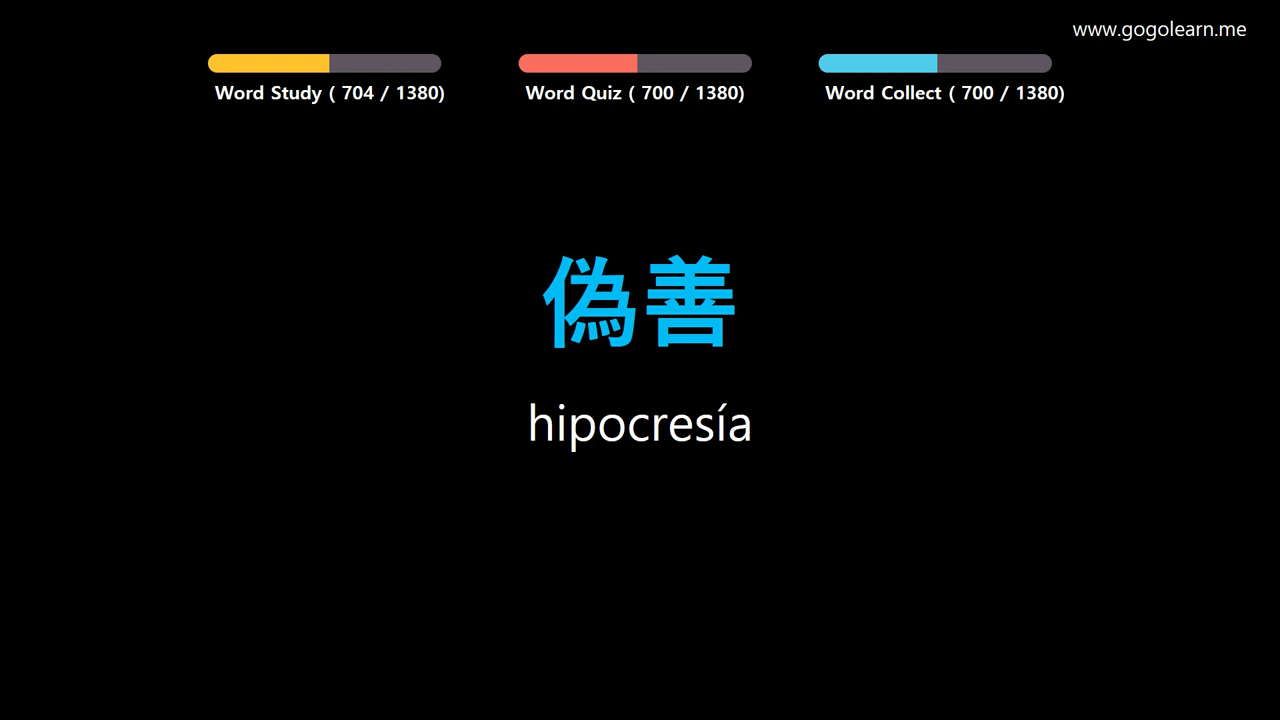 www.gogolearn.me
Word Study ( 704 / 1380)
Word Quiz ( 700 / 1380)
Word Collect ( 700 / 1380)
偽善
hipocresía